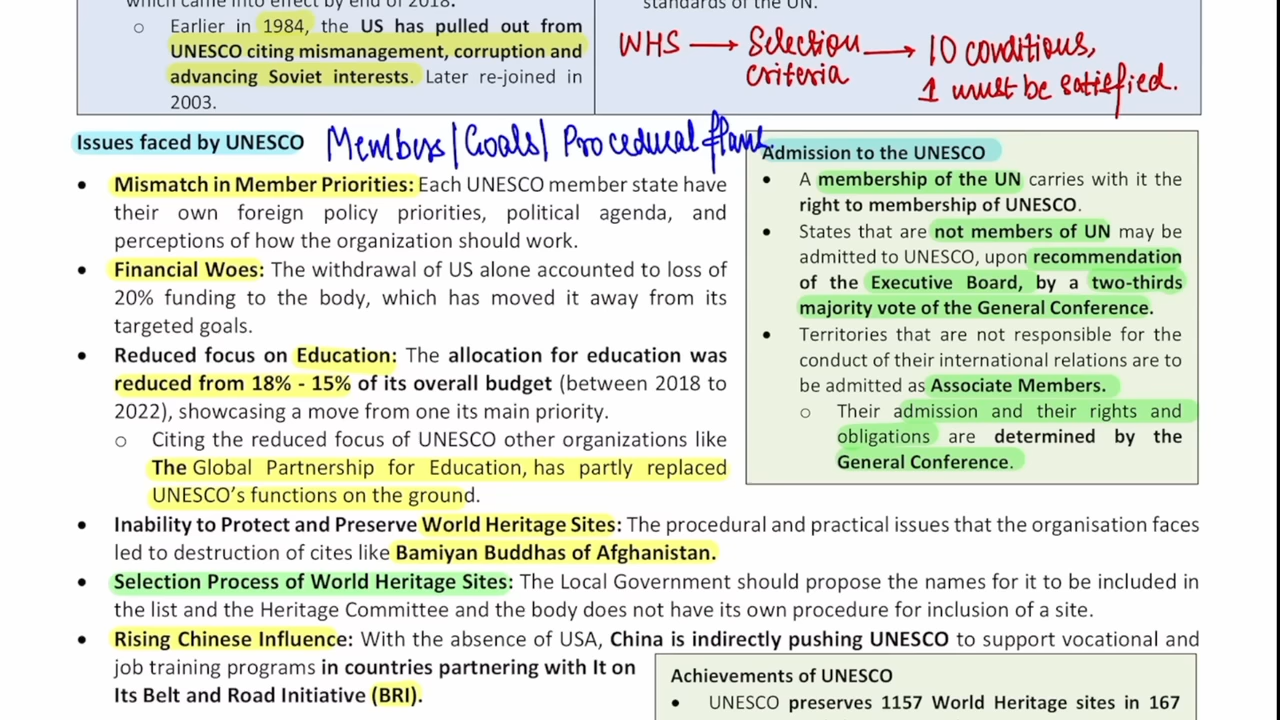 which came into effect by end of 2018.
o Earlier in 1984, the US has pulled out from
UNESCO citing mismanagement, corruption and
advancing Soviet interests. Later re-joined in
2003.
standards of the UN.
WHS → Selection criteria → 10 conditions,
1 must be satisfied.
Issues faced by UNESCO Members/Goals/Procedural flaws
• Mismatch in Member Priorities: Each UNESCO member state have
their own foreign policy priorities, political agenda, and
perceptions of how the organization should work.
• Financial Woes: The withdrawal of US alone accounted to loss of
20% funding to the body, which has moved it away from its
targeted goals.
• Reduced focus on Education: The allocation for education was
reduced from 18% - 15% of its overall budget (between 2018 to
2022), showcasing a move from one its main priority.
o Citing the reduced focus of UNESCO other organizations like
The Global Partnership for Education, has partly replaced
UNESCO's functions on the ground.
Admission to the UNESCO
• A membership of the UN carries with it the
right to membership of UNESCO.
• States that are not members of UN may be
admitted to UNESCO, upon recommendation
of the Executive Board, by a two-thirds
majority vote of the General Conference.
• Territories that are not responsible for the
conduct of their international relations are to
be admitted as Associate Members.
o Their admission and their rights and
obligations are determined by the
General Conference.
• Inability to Protect and Preserve World Heritage Sites: The procedural and practical issues that the organisation faces
led to destruction of cites like Bamiyan Buddhas of Afghanistan.
• Selection Process of World Heritage Sites: The Local Government should propose the names for it to be included in
the list and the Heritage Committee and the body does not have its own procedure for inclusion of a site.
• Rising Chinese Influence: With the absence of USA, China is indirectly pushing UNESCO to support vocational and
job training programs in countries partnering with It on
Its Belt and Road Initiative (BRI).
Achievements of UNESCO
• UNESCO preserves 1157 World Heritage sites in 167